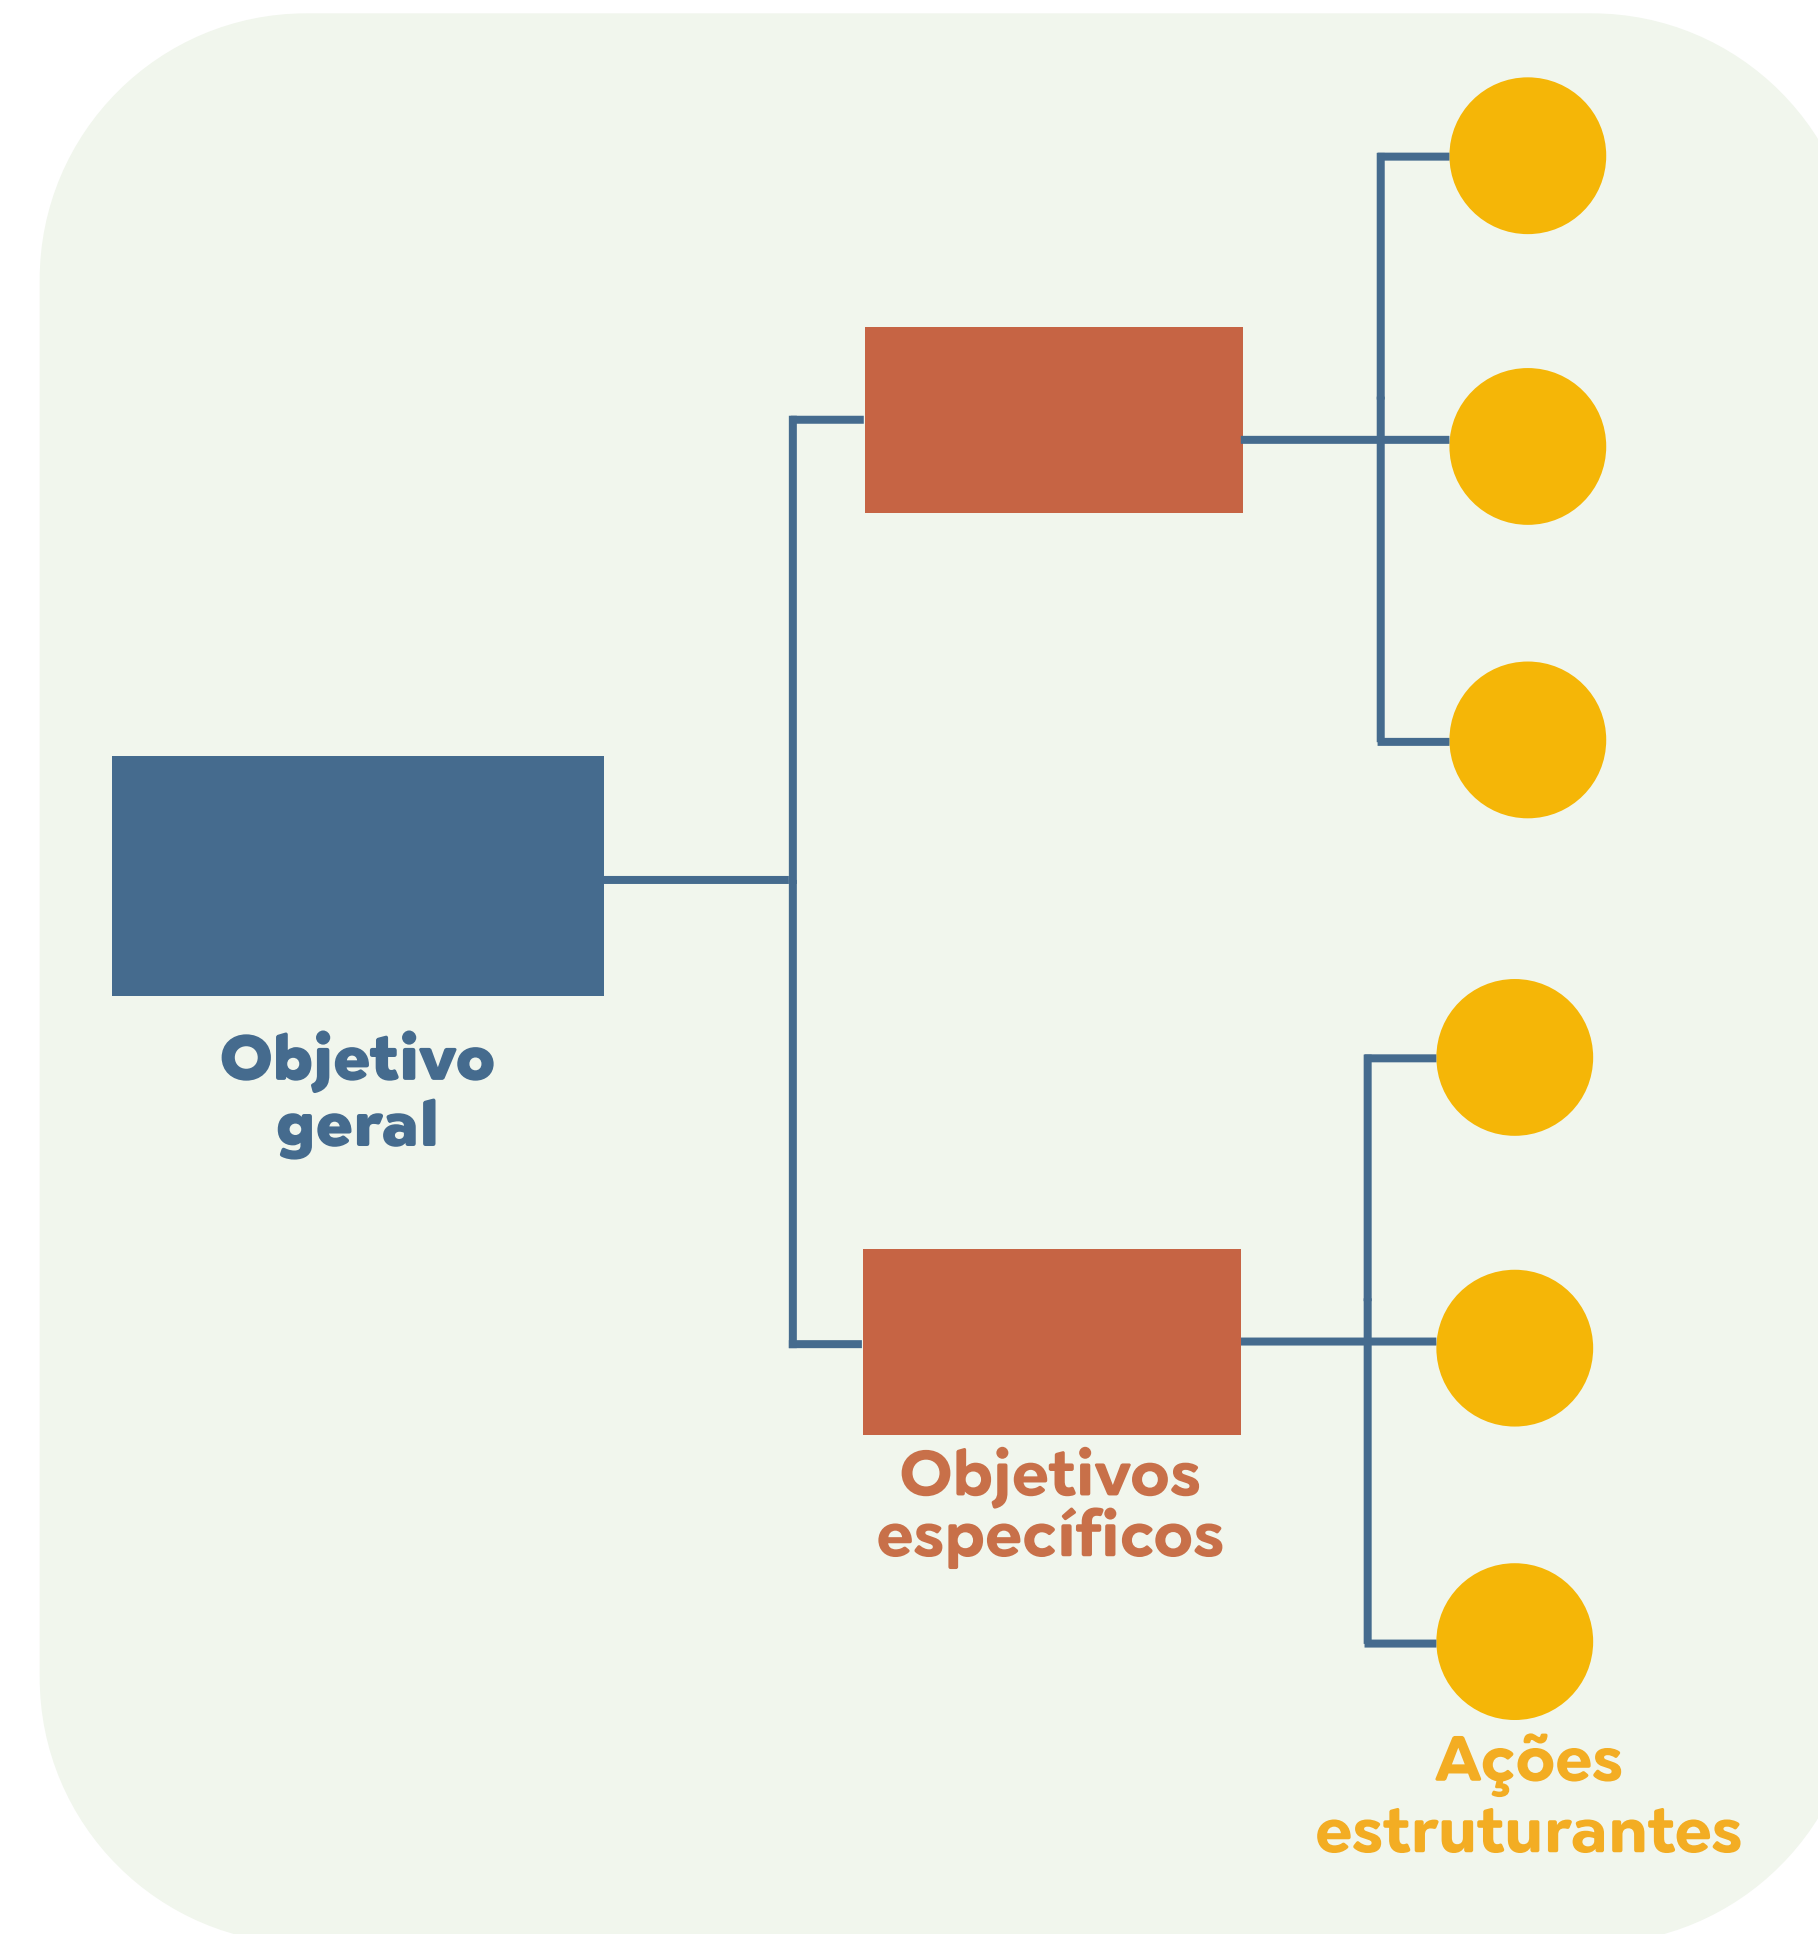 Objetivo
geral
Objetivos
específicos
Ações
estruturantes